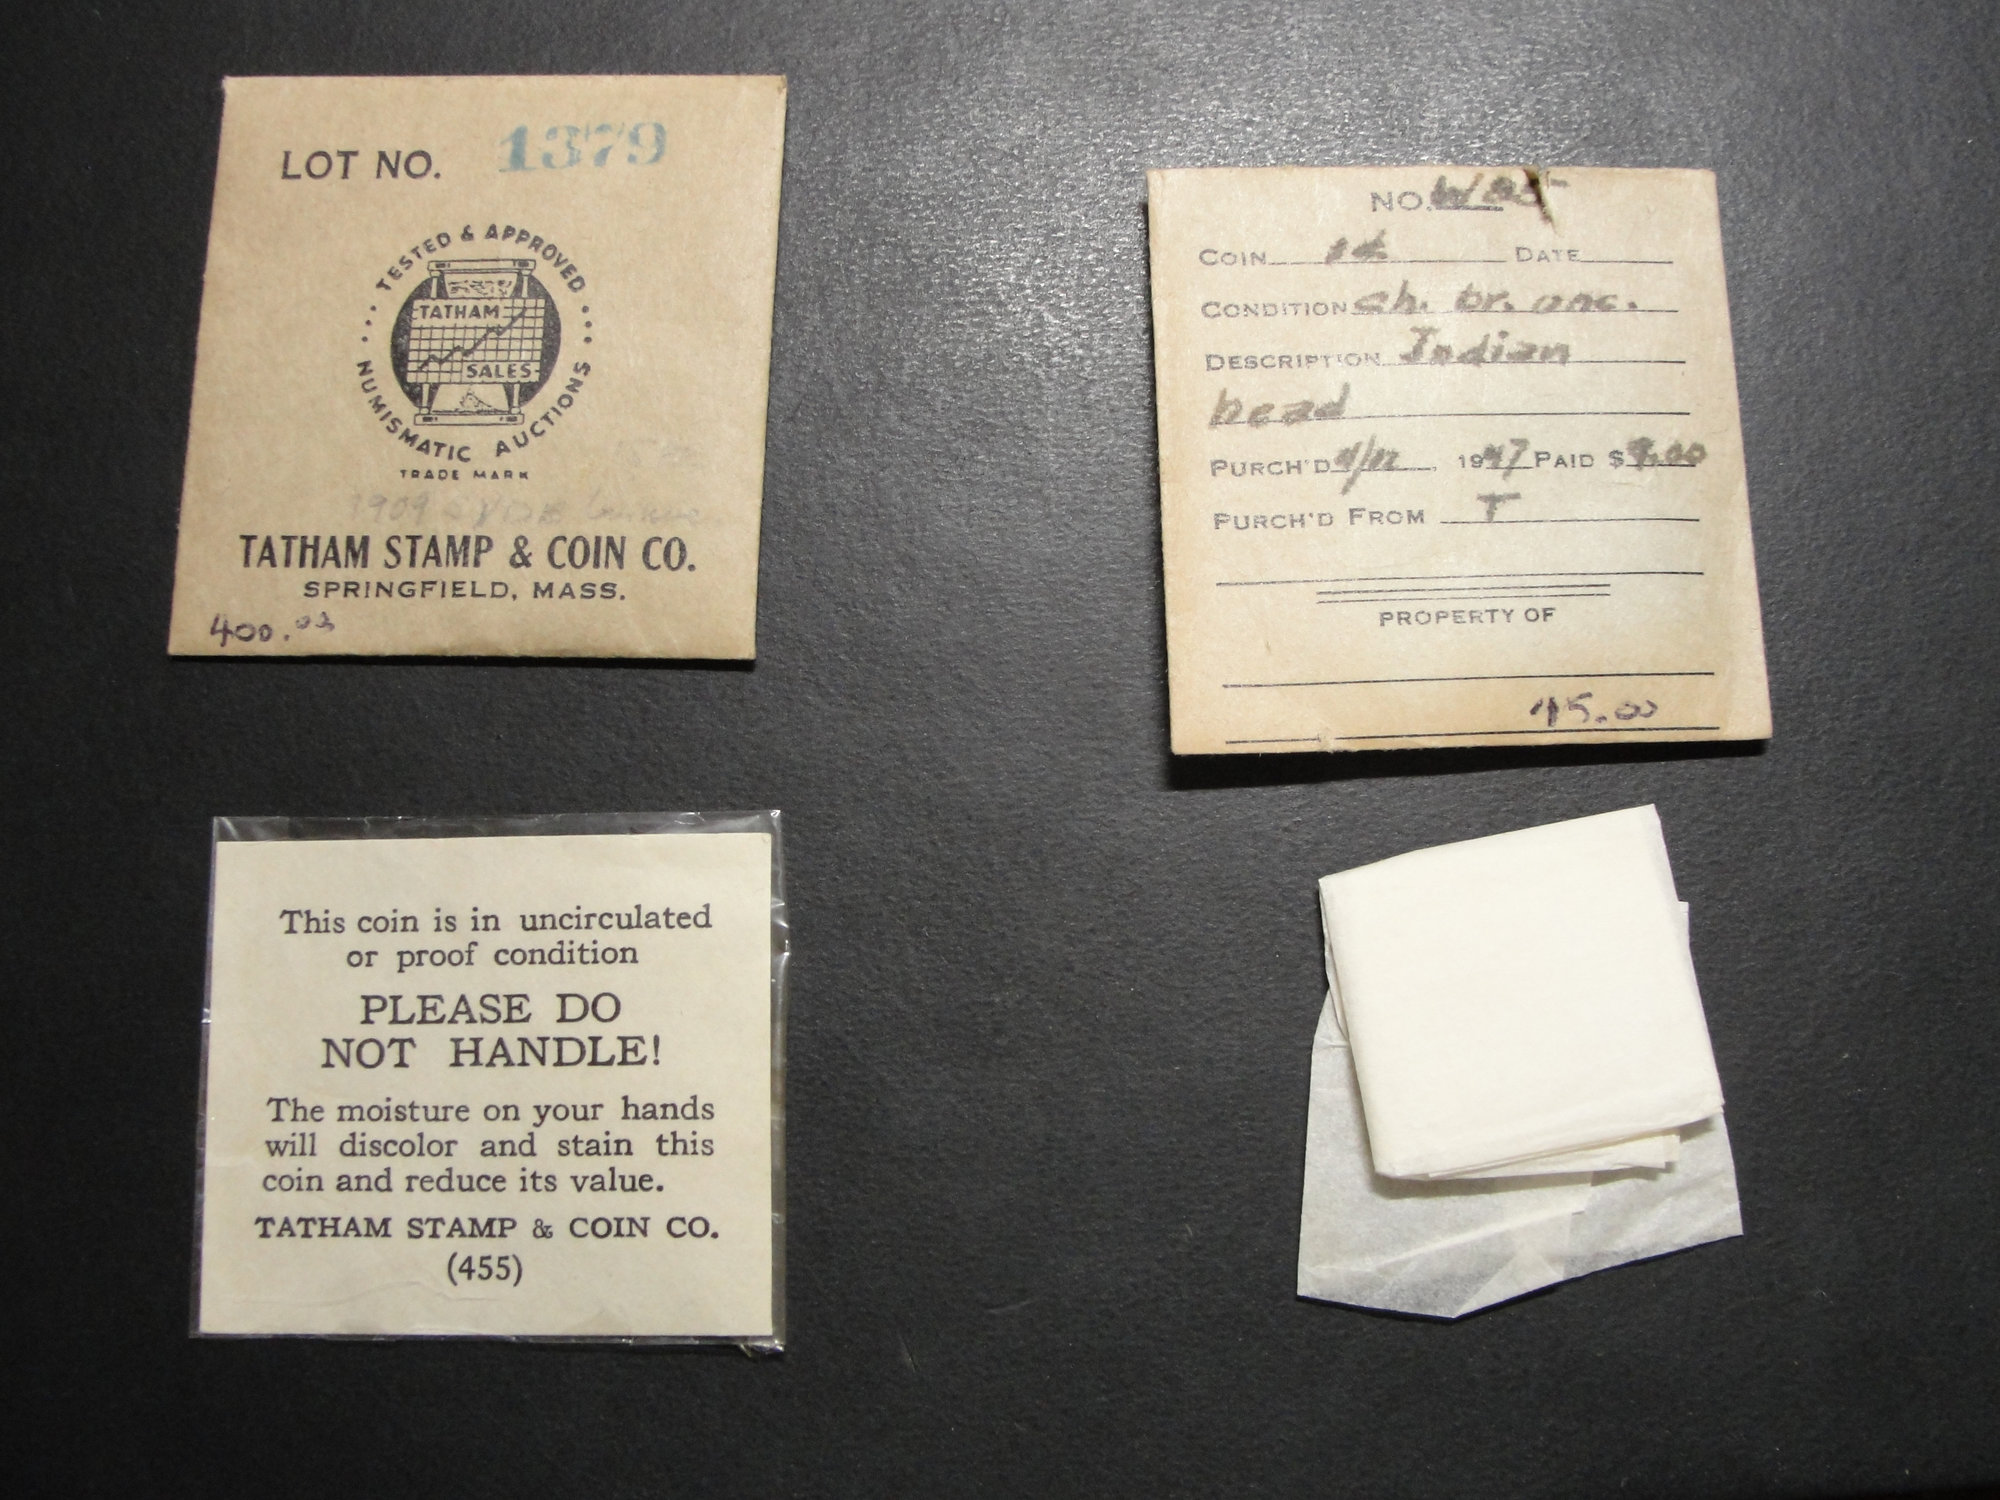 LOT NO. 1379
TESTED & APPROVED
TATHAM
SALES
NUMISMATIC AUCTIONS
TRADE MARK
1909
TATHAM STAMP & COIN CO.
SPRINGFIELD, MASS.
400.00
NO.
COIN 1¢ DATE
CONDITION ch. br. unc.
DESCRIPTION Indian
head
PURCH'D 1947 PAID $9.00
PURCH'D FROM T
PROPERTY OF
45.00
This coin is in uncirculated
or proof condition
PLEASE DO
NOT HANDLE!
The moisture on your hands
will discolor and stain this
coin and reduce its value.
TATHAM STAMP & COIN CO.
(455)